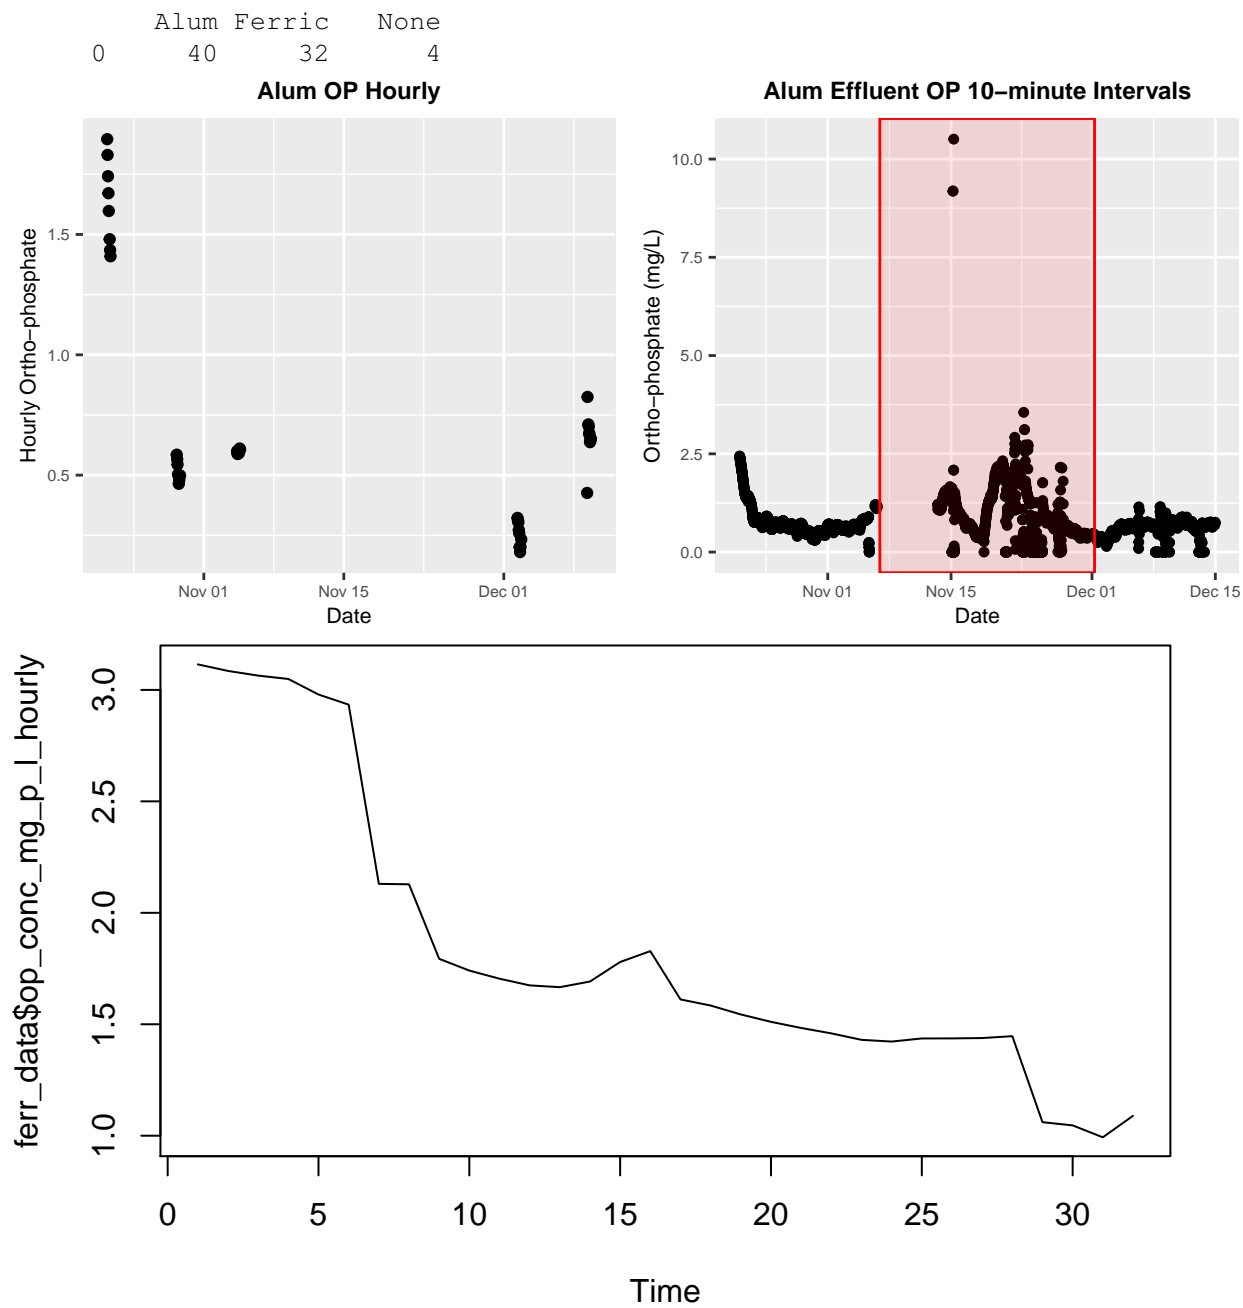 Alum Ferric None
0 40 32 4
Alum OP Hourly
Hourly Ortho−phosphate
1.5
1.0
0.5
Nov 01 Nov 15 Dec 01
Date
Alum Effluent OP 10−minute Intervals
Ortho−phosphate (mg/L)
10.0
7.5
5.0
2.5
0.0
Nov 01 Nov 15 Dec 01 Dec 15
Date
ferr_data$op_conc_mg_p_l_hourly
3.0
2.5
2.0
1.5
1.0
0 5 10 15 20 25 30
Time